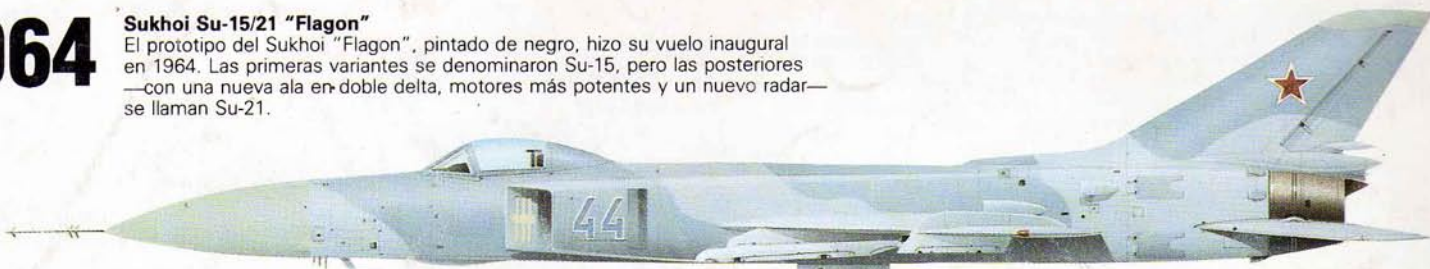 964
Sukhoi Su-15/21 "Flagon"
El prototipo del Sukhoi "Flagon", pintado de negro, hizo su vuelo inaugural
en 1964. Las primeras variantes se denominaron Su-15, pero las posteriores
—con una nueva ala en doble delta, motores más potentes y un nuevo radar—
se llaman Su-21.
44